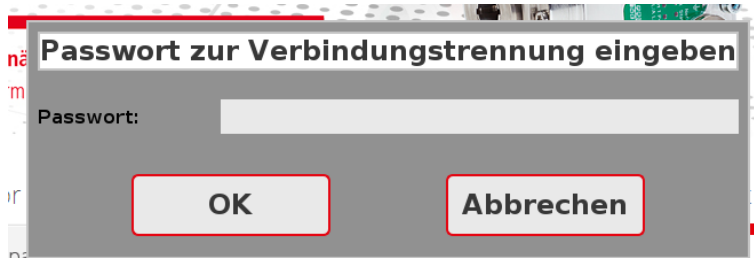 Passwort zur Verbindungstrennung eingeben
Passwort:
OK
Abbrechen